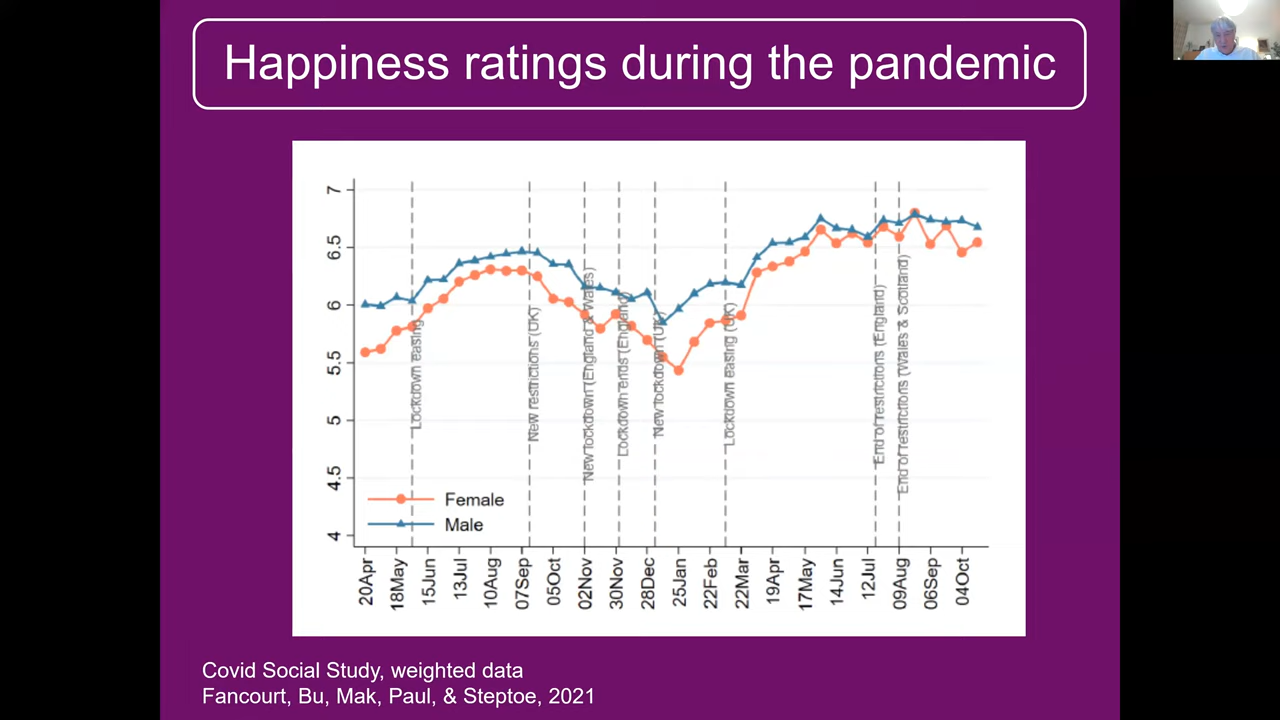 Happiness ratings during the pandemic
7
6.5
6
5.5
5
4.5
4
Lockdown easing
New restrictions (UK)
New lockdown (England & Wales)
Lockdown ends (England)
New lockdown (UK)
Lockdown easing (UK)
End of restrictions (England)
End of restrictions (Wales & Scotland)
Female
Male
20Apr
18May
15Jun
13Jul
10Aug
07Sep
05Oct
02Nov
30Nov
28Dec
25Jan
22Feb
22Mar
19Apr
17May
14Jun
12Jul
09Aug
06Sep
04Oct
Covid Social Study, weighted data
Fancourt, Bu, Mak, Paul, & Steptoe, 2021